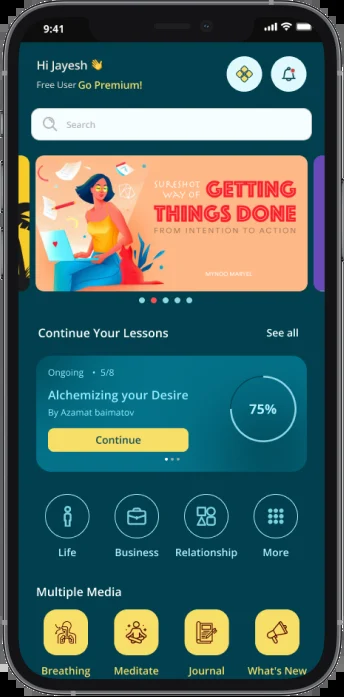 9:41
Hi Jayesh 👋
Free User Go Premium!
Search
SURESHOT
WAY OF GETTING
THINGS DONE
FROM INTENTION TO ACTION
Continue Your Lessons See all
Ongoing • 5/8
Alchemizing your Desire
By Azamat baimatov
75%
Continue
Life Business Relationship More
Multiple Media
Breathing Meditate Journal What's New